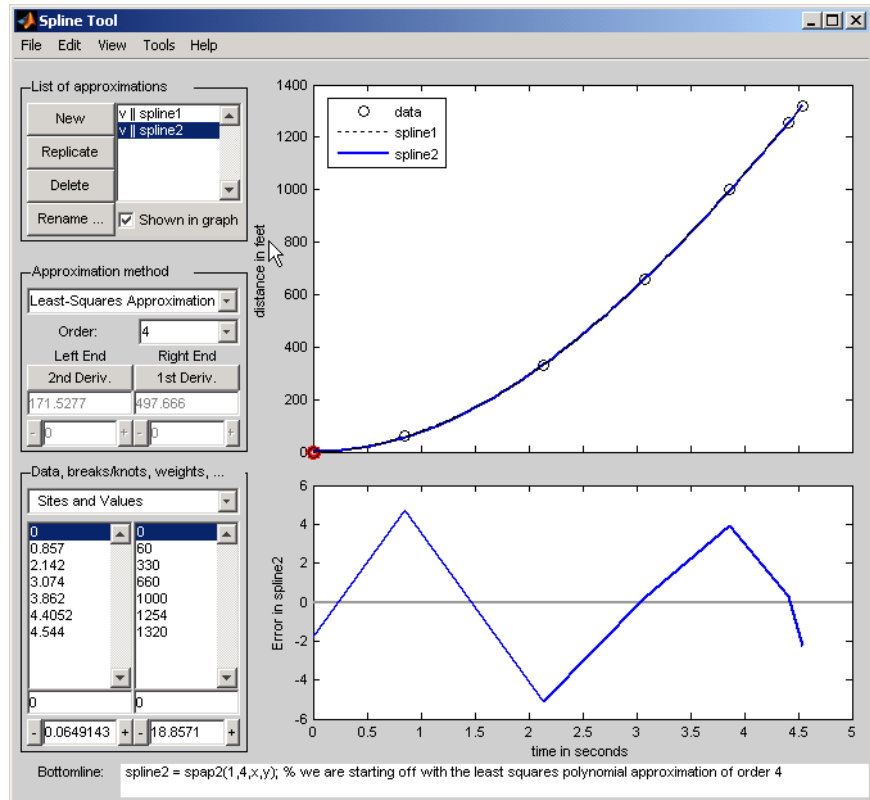 Spline Tool
File Edit View Tools Help
List of approximations
New
Replicate
Delete
Rename ...
v || spline1
v || spline2
Shown in graph
Approximation method
Least-Squares Approximation
Order: 4
Left End Right End
2nd Deriv. 1st Deriv.
171.5277 497.666
- 0 + - 0 +
Data, breaks/knots, weights, ...
Sites and Values
0 0
0.857 60
2.142 330
3.074 660
3.862 1000
4.4052 1254
4.544 1320
0 0
- 0.0649143 + - 18.8571 +
1400
1200
1000
800
600
400
200
0
distance in feet
data
spline1
spline2
6
4
2
0
-2
-4
-6
Error in spline2
0 0.5 1 1.5 2 2.5 3 3.5 4 4.5 5
time in seconds
Bottomline: spline2 = spap2(1,4,x,y); % we are starting off with the least squares polynomial approximation of order 4